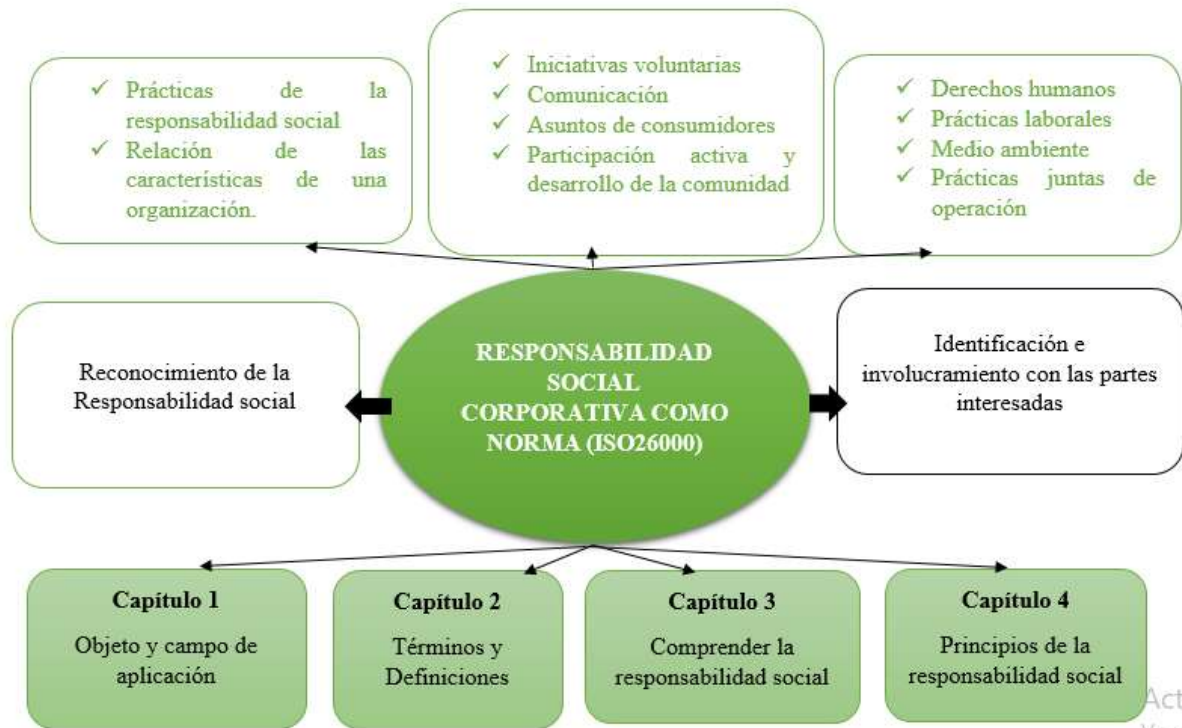 ✓ Prácticas de la
responsabilidad social
✓ Relación de las
características de una
organización.
✓ Iniciativas voluntarias
✓ Comunicación
✓ Asuntos de consumidores
✓ Participación activa y
desarrollo de la comunidad
✓ Derechos humanos
✓ Prácticas laborales
✓ Medio ambiente
✓ Prácticas juntas de
operación
Reconocimiento de la
Responsabilidad social
RESPONSABILIDAD
SOCIAL
CORPORATIVA COMO
NORMA (ISO26000)
Identificación e
involucramiento con las partes
interesadas
Capítulo 1
Objeto y campo de
aplicación
Capítulo 2
Términos y
Definiciones
Capítulo 3
Comprender la
responsabilidad social
Capítulo 4
Principios de la
responsabilidad social
Act